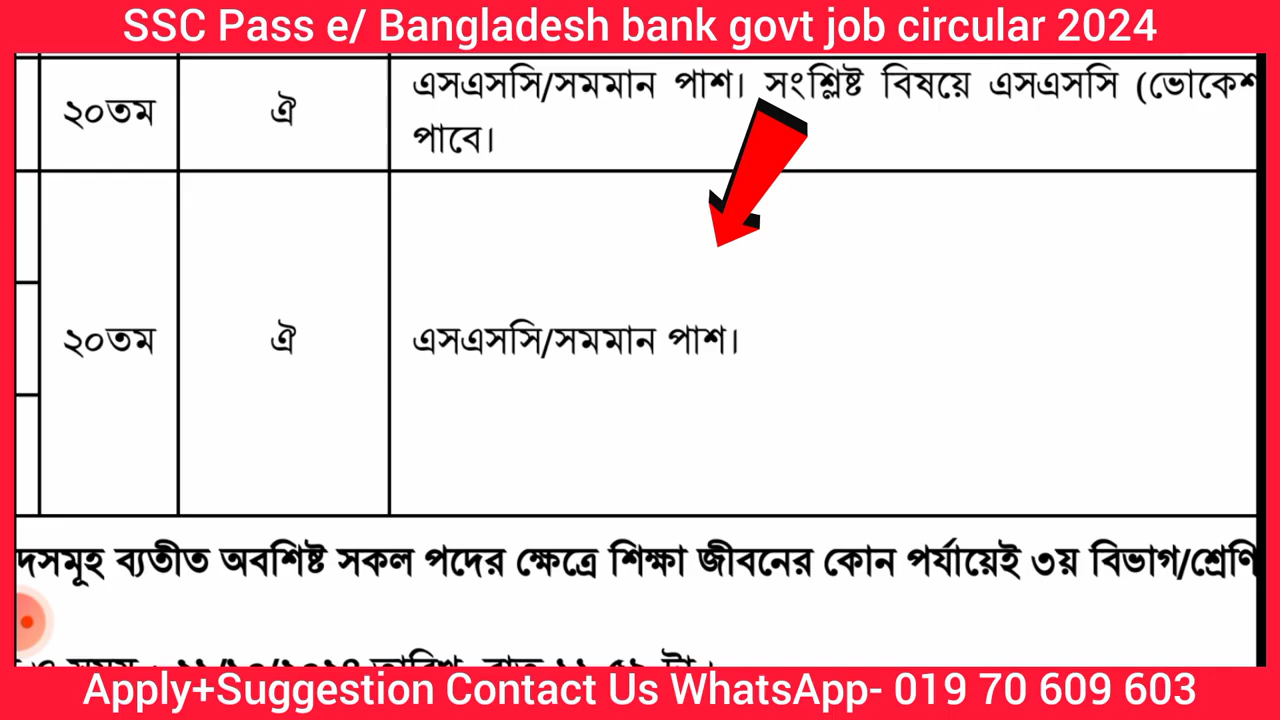 SSC Pass e/ Bangladesh bank govt job circular 2024
২০তম ঐ এসএসসি/সমমান পাশ। সংশ্লিষ্ট বিষয়ে এসএসসি
পাবে।
২০তম ঐ এসএসসি/সমমান পাশ।
ব্যতীত অবশিষ্ট সকল পদের ক্ষেত্রে শিক্ষা জীবনের কোন পর্যায়েই ৩য় বিভাগ/শ্রেণি
Apply+Suggestion Contact Us WhatsApp- 019 70 609 603